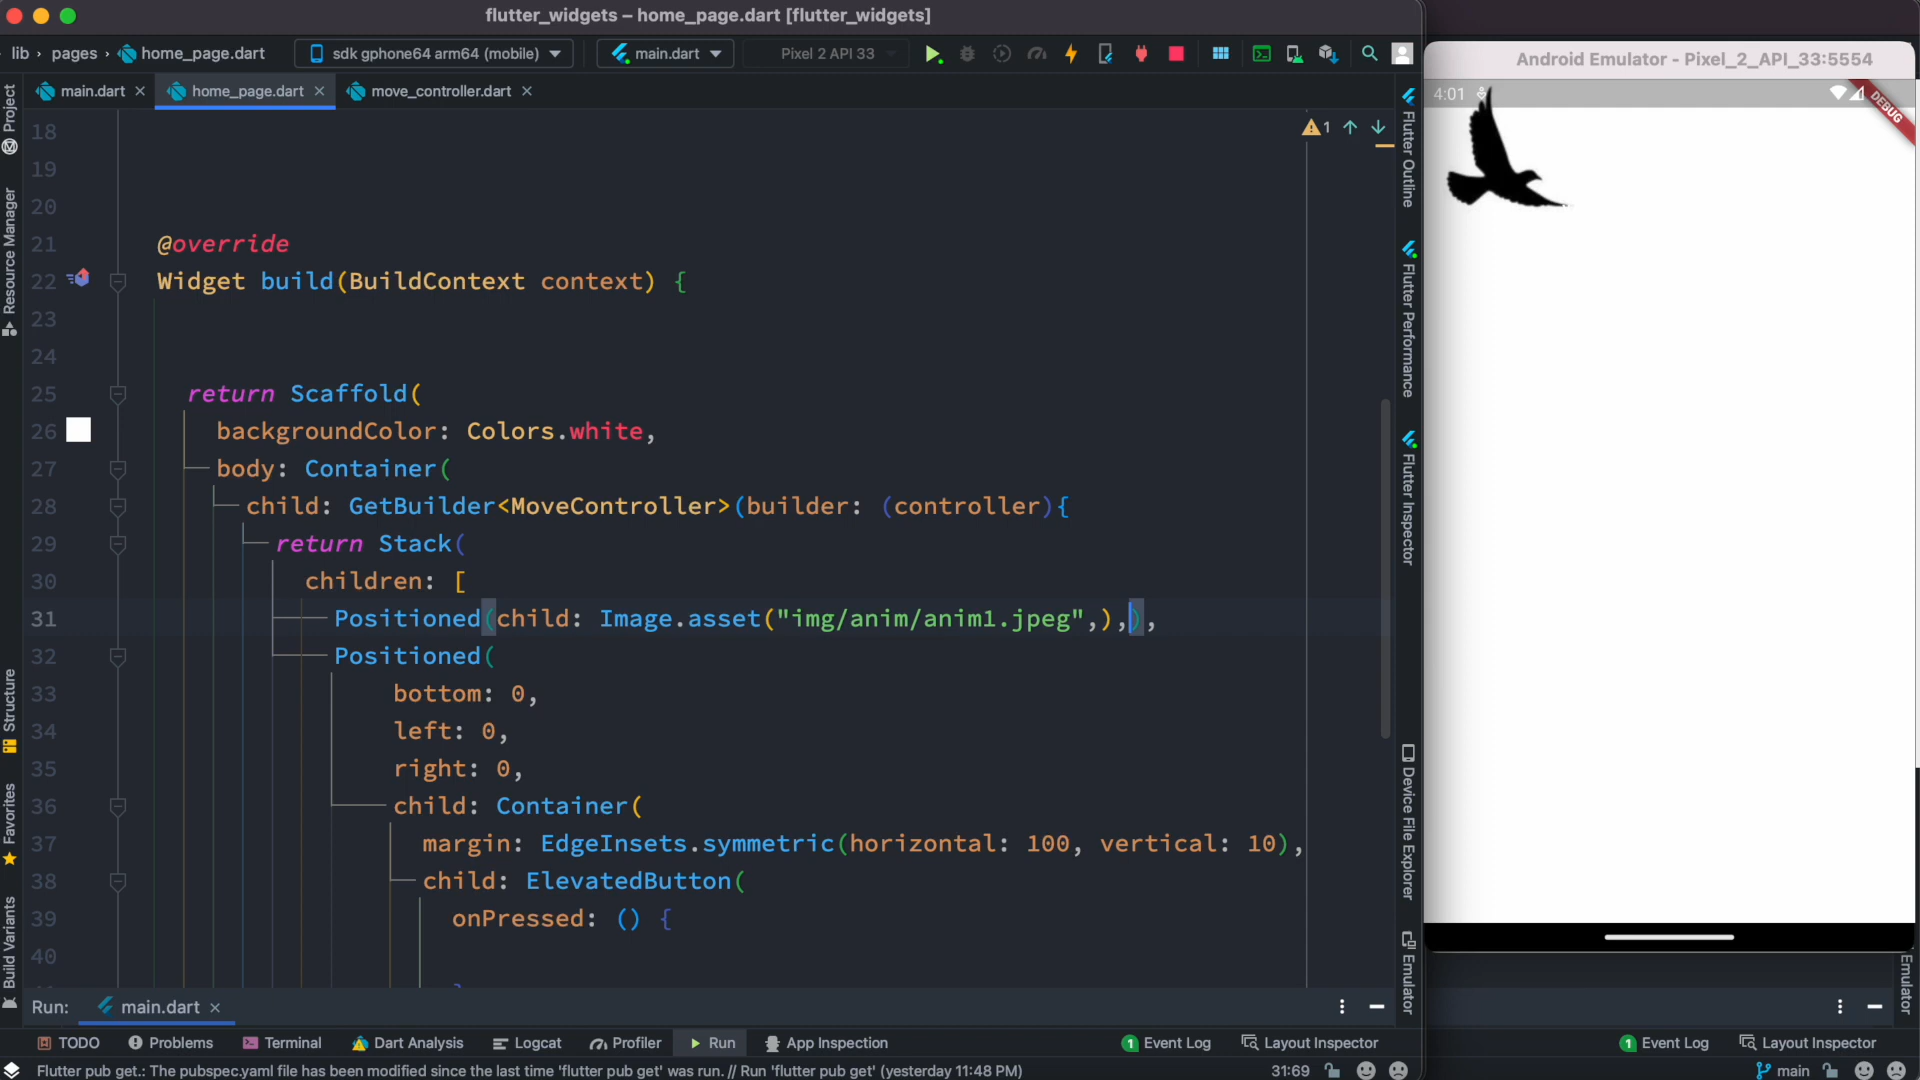 flutter_widgets – home_page.dart [flutter_widgets]
lib › pages › home_page.dart
sdk gphone64 arm64 (mobile)
main.dart
Pixel 2 API 33
main.dart
home_page.dart
move_controller.dart
Project
Resource Manager
Structure
Favorites
Build Variants
1
18
19
20
21 @override
22 Widget build(BuildContext context) {
23
24
25 return Scaffold(
26 backgroundColor: Colors.white,
27 body: Container(
28 child: GetBuilder<MoveController>(builder: (controller){
29 return Stack(
30 children: [
31 Positioned(child: Image.asset("img/anim/anim1.jpeg",),),
32 Positioned(
33 bottom: 0,
34 left: 0,
35 right: 0,
36 child: Container(
37 margin: EdgeInsets.symmetric(horizontal: 100, vertical: 10),
38 child: ElevatedButton(
39 onPressed: () {
40
Flutter Outline
Flutter Performance
Flutter Inspector
Device File Explorer
Emulator
Android Emulator - Pixel_2_API_33:5554
4:01
DEBUG
Emulator
Run: main.dart
TODO
Problems
Terminal
Dart Analysis
Logcat
Profiler
Run
App Inspection
1 Event Log
Layout Inspector
1 Event Log
Layout Inspector
Flutter pub get.: The pubspec.yaml file has been modified since the last time 'flutter pub get' was run. // Run 'flutter pub get' (yesterday 11:48 PM)
31:69
main